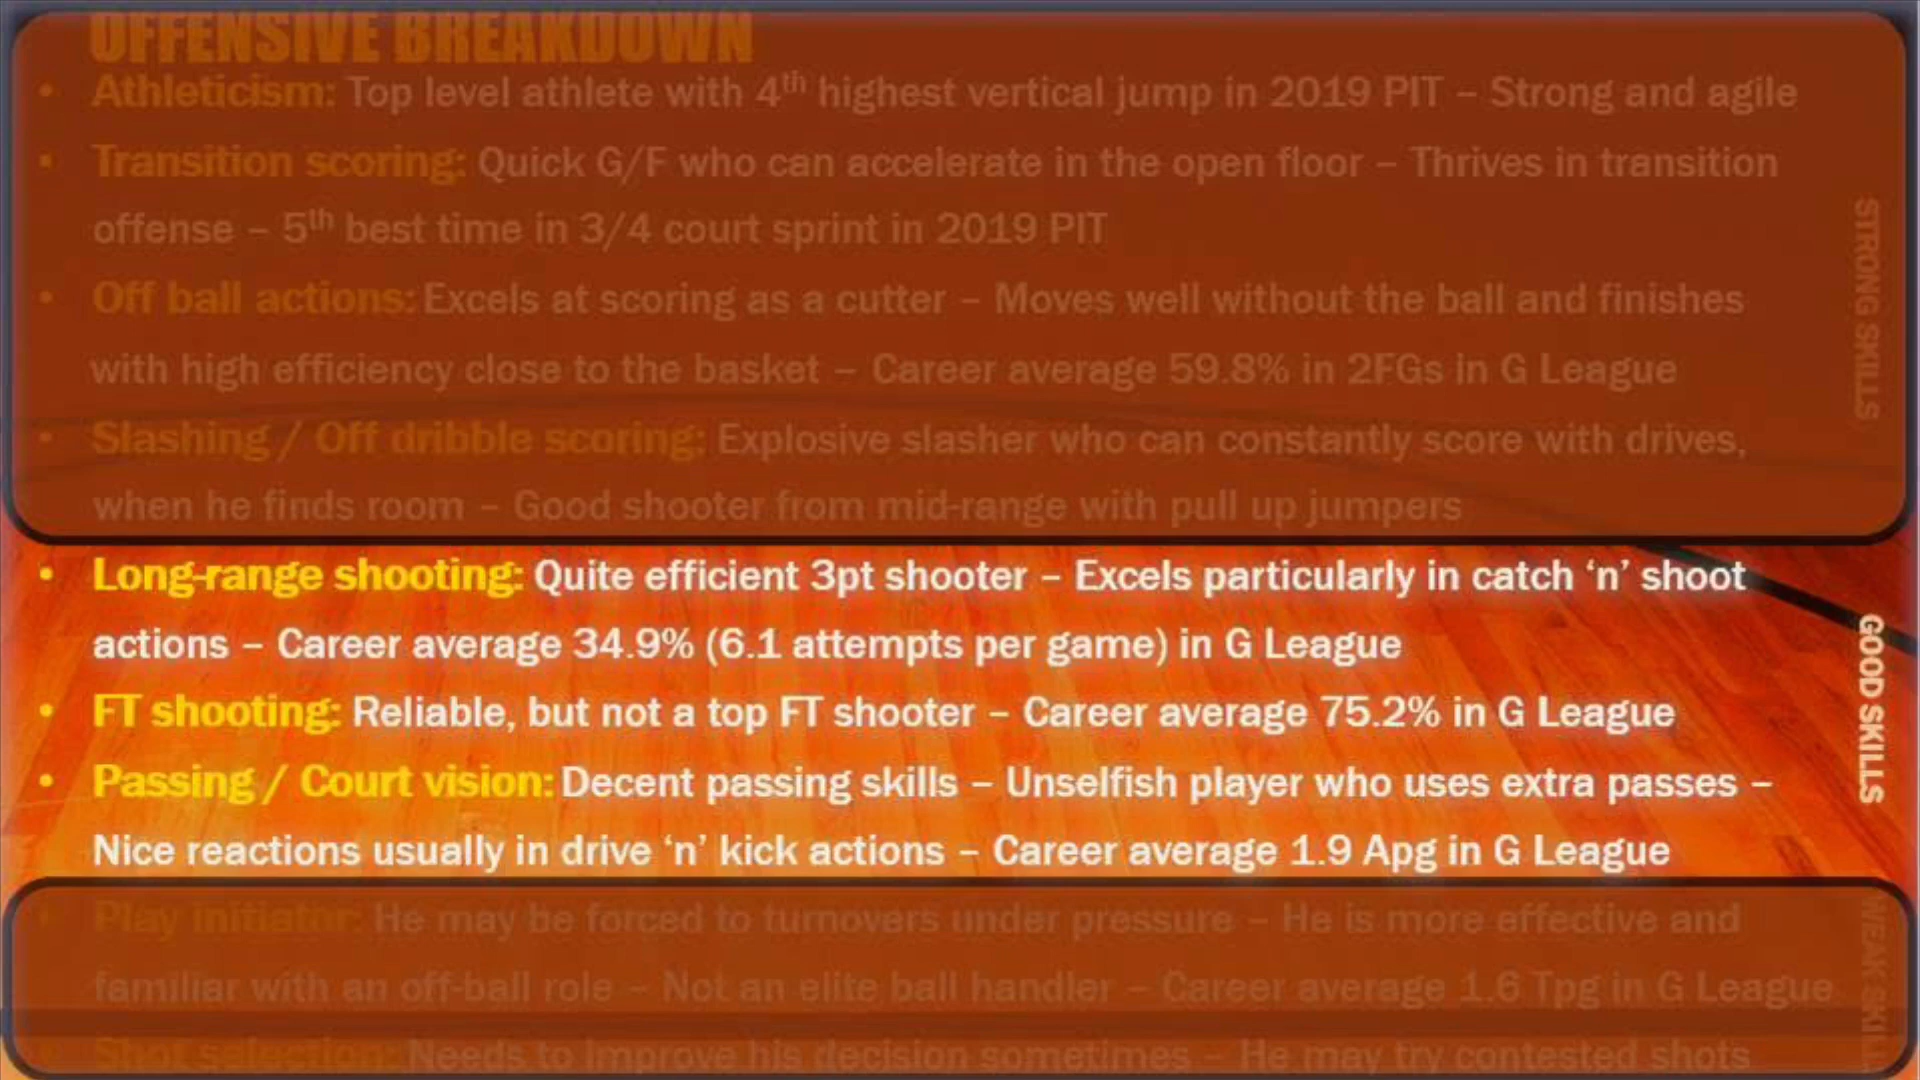 OFFENSIVE BREAKDOWN
• Athleticism: Top level athlete with 4th highest vertical jump in 2019 PIT – Strong and agile
• Transition scoring: Quick G/F who can accelerate in the open floor – Thrives in transition
offense – 5th best time in 3/4 court sprint in 2019 PIT
• Off ball actions: Excels at scoring as a cutter – Moves well without the ball and finishes
with high efficiency close to the basket – Career average 59.8% in 2FGs in G League
• Slashing / Off dribble scoring: Explosive slasher who can constantly score with drives,
when he finds room – Good shooter from mid-range with pull up jumpers
STRONG SKILLS
• Long-range shooting: Quite efficient 3pt shooter – Excels particularly in catch ‘n’ shoot
actions – Career average 34.9% (6.1 attempts per game) in G League
• FT shooting: Reliable, but not a top FT shooter – Career average 75.2% in G League
• Passing / Court vision: Decent passing skills – Unselfish player who uses extra passes –
Nice reactions usually in drive ‘n’ kick actions – Career average 1.9 Apg in G League
GOOD SKILLS
• Play initiator: He may be forced to turnovers under pressure – He is more effective and
familiar with an off-ball role – Not an elite ball handler – Career average 1.6 Tpg in G League
• Shot selection: Needs to improve his decision sometimes – He may try contested shots
WEAK SKILL